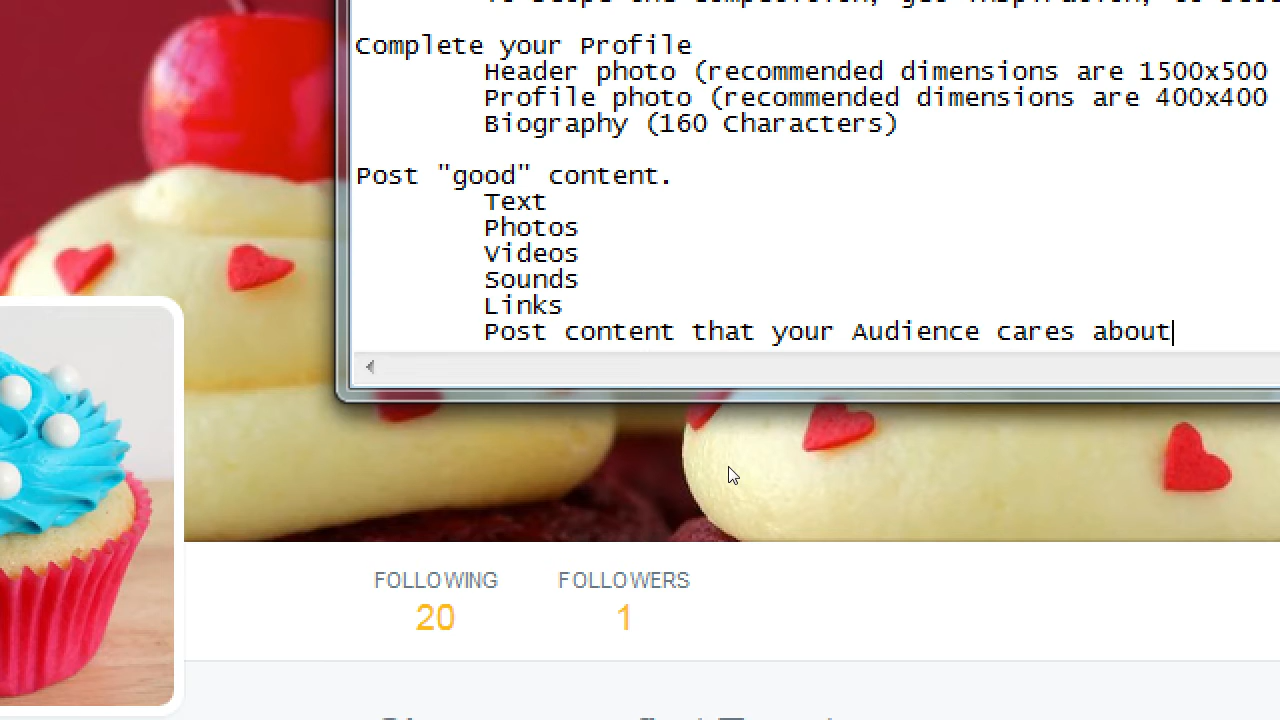 Complete your Profile
Header photo (recommended dimensions are 1500x500
Profile photo (recommended dimensions are 400x400
Biography (160 Characters)
Post "good" content.
Text
Photos
Videos
Sounds
Links
Post content that your Audience cares about
FOLLOWING FOLLOWERS
20 1